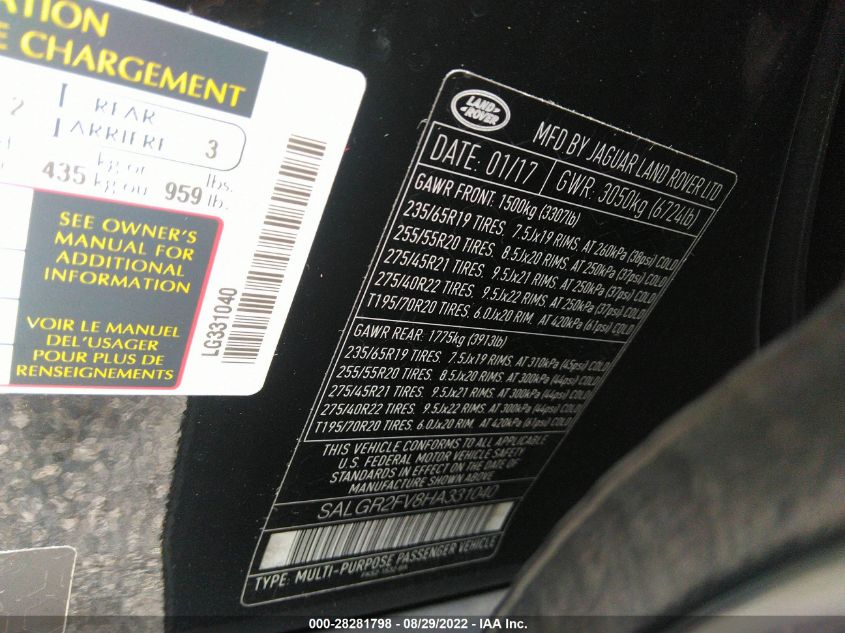 ATION
E CHARGEMENT
2
REAR
ARRIERE 3
435 kg ou 959 lbs.
SEE OWNER'S
MANUAL FOR
ADDITIONAL
INFORMATION
VOIR LE MANUEL
DEL'USAGER
POUR PLUS DE
RENSEIGNEMENTS
LG331040
LAND
ROVER
MFD BY JAGUAR LAND ROVER LTD
DATE: 01/17 GWR: 3050kg (6724lb)
GAWR FRONT: 1500kg (3307lb)
235/65R19 TIRES, 7.5Jx19 RIMS, AT 260kPa (38psi) COLD
255/55R20 TIRES, 8.5Jx20 RIMS, AT 250kPa (37psi) COLD
275/45R21 TIRES, 9.5Jx21 RIMS, AT 250kPa (37psi) COLD
275/40R22 TIRES, 9.5Jx22 RIMS, AT 250kPa (37psi) COLD
T195/70R20 TIRES, 6.0Jx20 RIM, AT 420kPa (61psi) COLD
GAWR REAR: 1775kg (3913lb)
235/65R19 TIRES, 7.5Jx19 RIMS, AT 310kPa (45psi) COLD
255/55R20 TIRES, 8.5Jx20 RIMS, AT 300kPa (44psi) COLD
275/45R21 TIRES, 9.5Jx21 RIMS, AT 300kPa (44psi) COLD
275/40R22 TIRES, 9.5Jx22 RIMS, AT 300kPa (44psi) COLD
T195/70R20 TIRES, 6.0Jx20 RIM, AT 420kPa (61psi) COLD
THIS VEHICLE CONFORMS TO ALL APPLICABLE
U.S. FEDERAL MOTOR VEHICLE SAFETY
STANDARDS IN EFFECT ON THE DATE OF
MANUFACTURE SHOWN ABOVE
SALGR2FV8HA331040
TYPE: MULTI-PURPOSE PASSENGER VEHICLE
000-28281798 - 08/29/2022 - IAA Inc.